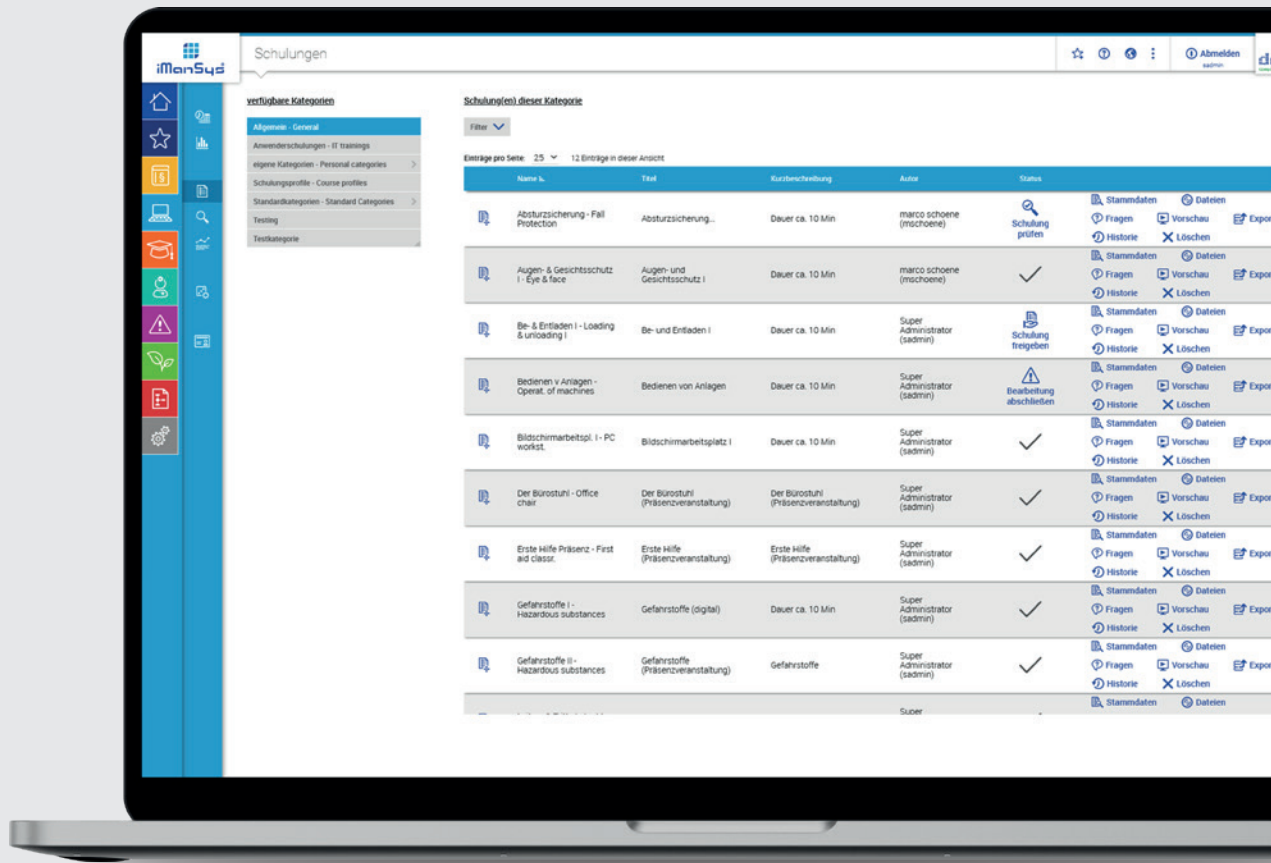 iManSys
Schulungen
Abmelden
sadmin
verfügbare Kategorien
Allgemein - General
Anwenderschulungen - IT trainings
eigene Kategorien - Personal categories
Schulungsprofile - Course profiles
Standardkategorien - Standard Categories
Testing
Testkategorie
Schulung(en) dieser Kategorie
Filter
Einträge pro Seite: 25 12 Einträge in dieser Ansicht
Name Titel Kurzbeschreibung Autor Status
Absturzsicherung - Fall
Protection
Absturzsicherung...
Dauer ca. 10 Min
marco schoene
(mschoene)
Schulung
prüfen
Stammdaten Dateien
Fragen Vorschau Expor
Historie Löschen
Augen- & Gesichtsschutz
I - Eye & face
Augen- und
Gesichtsschutz I
Dauer ca. 10 Min
marco schoene
(mschoene)
Stammdaten Dateien
Fragen Vorschau Expor
Historie Löschen
Be- & Entladen I - Loading
& unloading I
Be- und Entladen I
Dauer ca. 10 Min
Super
Administrator
(sadmin)
Schulung
freigeben
Stammdaten Dateien
Fragen Vorschau Expor
Historie Löschen
Bedienen v Anlagen -
Operat. of machines
Bedienen von Anlagen
Dauer ca. 10 Min
Super
Administrator
(sadmin)
Bearbeitung
abschließen
Stammdaten Dateien
Fragen Vorschau Expor
Historie Löschen
Bildschirmarbeitspl. I - PC
workst.
Bildschirmarbeitsplatz I
Dauer ca. 10 Min
Super
Administrator
(sadmin)
Stammdaten Dateien
Fragen Vorschau Expor
Historie Löschen
Der Bürostuhl - Office
chair
Der Bürostuhl
(Präsenzveranstaltung)
Der Bürostuhl
(Präsenzveranstaltung)
Super
Administrator
(sadmin)
Stammdaten Dateien
Fragen Vorschau Expor
Historie Löschen
Erste Hilfe Präsenz - First
aid classr.
Erste Hilfe
(Präsenzveranstaltung)
Erste Hilfe
(Präsenzveranstaltung)
Super
Administrator
(sadmin)
Stammdaten Dateien
Fragen Vorschau Expor
Historie Löschen
Gefahrstoffe I -
Hazardous substances
Gefahrstoffe (digital)
Dauer ca. 10 Min
Super
Administrator
(sadmin)
Stammdaten Dateien
Fragen Vorschau Expor
Historie Löschen
Gefahrstoffe II -
Hazardous substances
Gefahrstoffe
(Präsenzveranstaltung)
Gefahrstoffe
Super
Administrator
(sadmin)
Stammdaten Dateien
Fragen Vorschau Expor
Historie Löschen
Super
Stammdaten Dateien